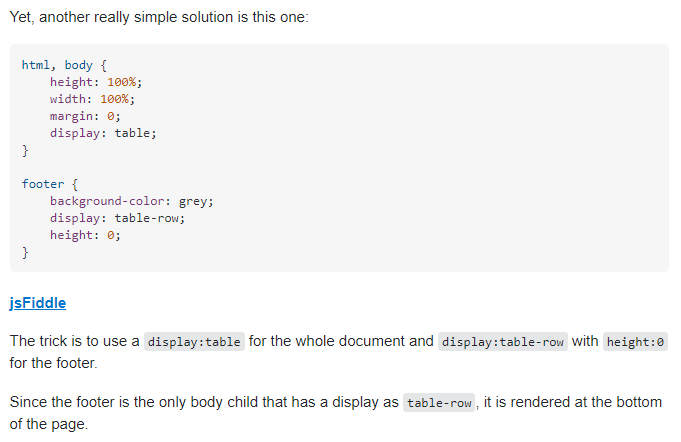 Yet, another really simple solution is this one:
html, body {
    height: 100%;
    width: 100%;
    margin: 0;
    display: table;
}
footer {
    background-color: grey;
    display: table-row;
    height: 0;
}
jsFiddle
The trick is to use a display:table for the whole document and display:table-row with height:0
for the footer.
Since the footer is the only body child that has a display as table-row, it is rendered at the bottom
of the page.